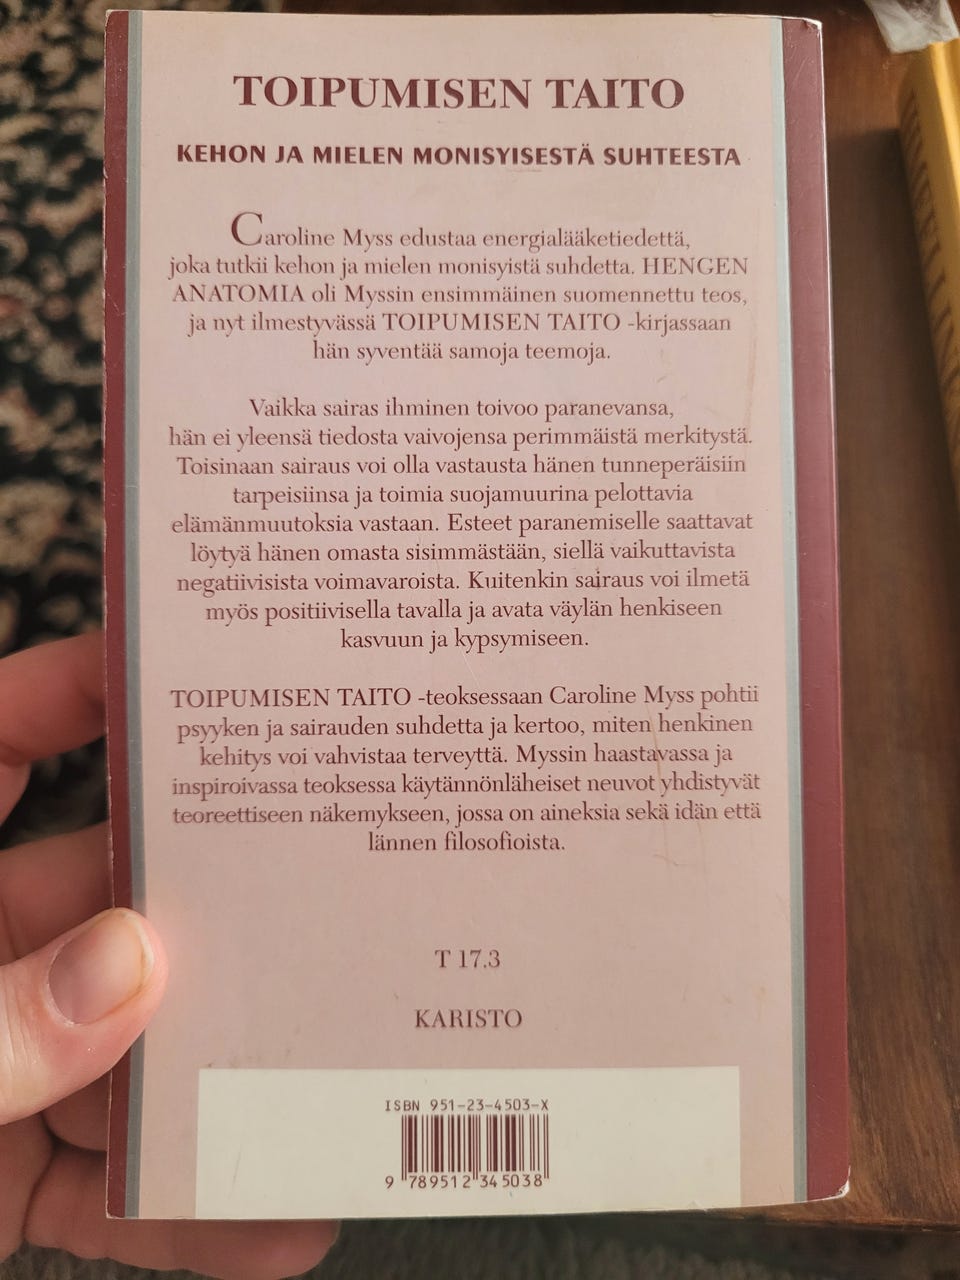 TOIPUMISEN TAITO
KEHON JA MIELEN MONISYISESTÄ SUHTEESTA
Caroline Myss edustaa energialääketiedettä,
joka tutkii kehon ja mielen monisyistä suhdetta. HENGEN
ANATOMIA oli Myssin ensimmäinen suomennettu teos,
ja nyt ilmestyvässä TOIPUMISEN TAITO -kirjassaan
hän syventää samoja teemoja.
Vaikka sairas ihminen toivoo paranevansa,
hän ei yleensä tiedosta vaivojensa perimmäistä merkitystä.
Toisinaan sairaus voi olla vastausta hänen tunneperäisiin
tarpeisiinsa ja toimia suojamuurina pelottavia
elämänmuutoksia vastaan. Esteet paranemiselle saattavat
löytyä hänen omasta sisimmästään, siellä vaikuttavista
negatiivisista voimavaroista. Kuitenkin sairaus voi ilmetä
myös positiivisella tavalla ja avata väylän henkiseen
kasvuun ja kypsymiseen.
TOIPUMISEN TAITO -teoksessaan Caroline Myss pohtii
psyyken ja sairauden suhdetta ja kertoo, miten henkinen
kehitys voi vahvistaa terveyttä. Myssin haastavassa ja
inspiroivassa teoksessa käytännönläheiset neuvot yhdistyvät
teoreettiseen näkemykseen, jossa on aineksia sekä idän että
lännen filosofioista.
T 17.3
KARISTO
ISBN 951-23-4503-X
9 789512 345038